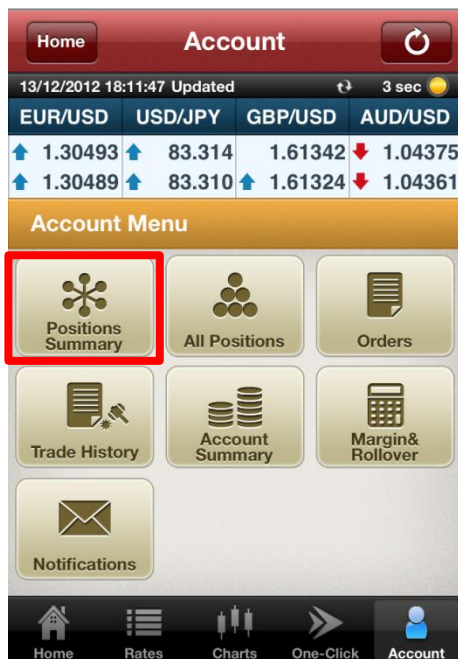 Home Account
13/12/2012 18:11:47 Updated 3 sec
EUR/USD USD/JPY GBP/USD AUD/USD
1.30493 83.314 1.61342 1.04375
1.30489 83.310 1.61324 1.04361
Account Menu
Positions
Summary
All Positions
Orders
Trade History
Account
Summary
Margin&
Rollover
Notifications
Home Rates Charts One-Click Account